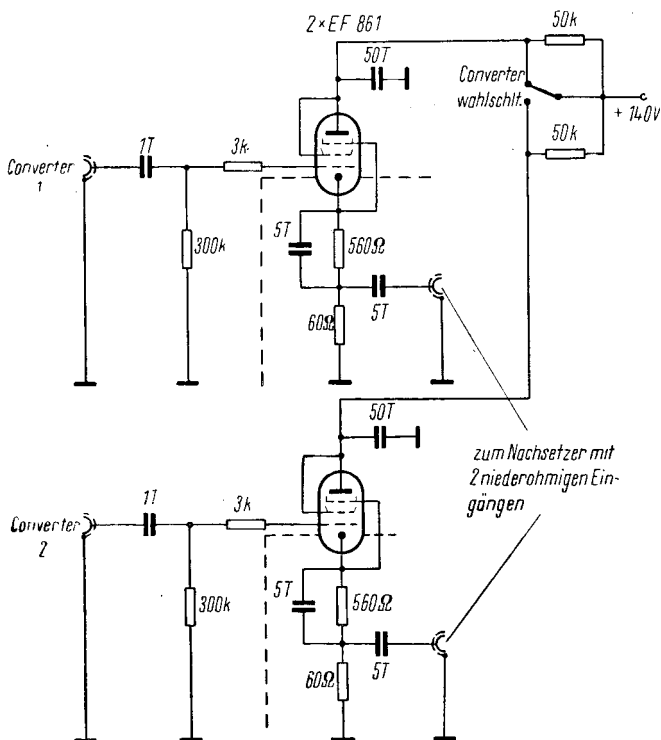 2×EF 861
50T
50k
Converter
wahlschlt.
+ 140V
50k
1T
3k
Converter
1
300k
5T
560Ω
5T
60Ω
50T
zum Nachsetzer mit
2 niederohmigen Ein-
gängen
1T
3k
Converter
2
300k
5T
560Ω
5T
60Ω